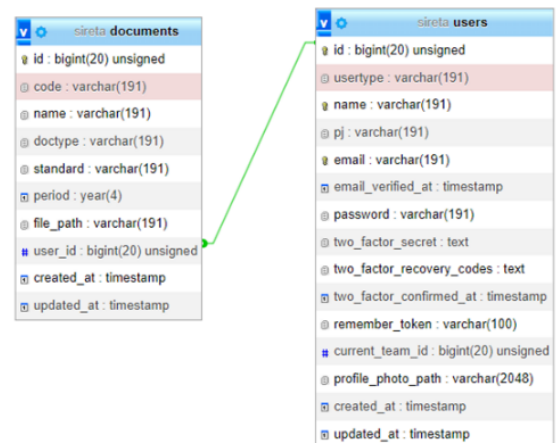 v sireta documents
id : bigint(20) unsigned
code : varchar(191)
name : varchar(191)
doctype : varchar(191)
standard : varchar(191)
period : year(4)
file_path : varchar(191)
# user_id : bigint(20) unsigned
created_at : timestamp
updated_at : timestamp
v sireta users
id : bigint(20) unsigned
usertype : varchar(191)
name : varchar(191)
pj : varchar(191)
email : varchar(191)
email_verified_at : timestamp
password : varchar(191)
two_factor_secret : text
two_factor_recovery_codes : text
two_factor_confirmed_at : timestamp
remember_token : varchar(100)
# current_team_id : bigint(20) unsigned
profile_photo_path : varchar(2048)
created_at : timestamp
updated_at : timestamp